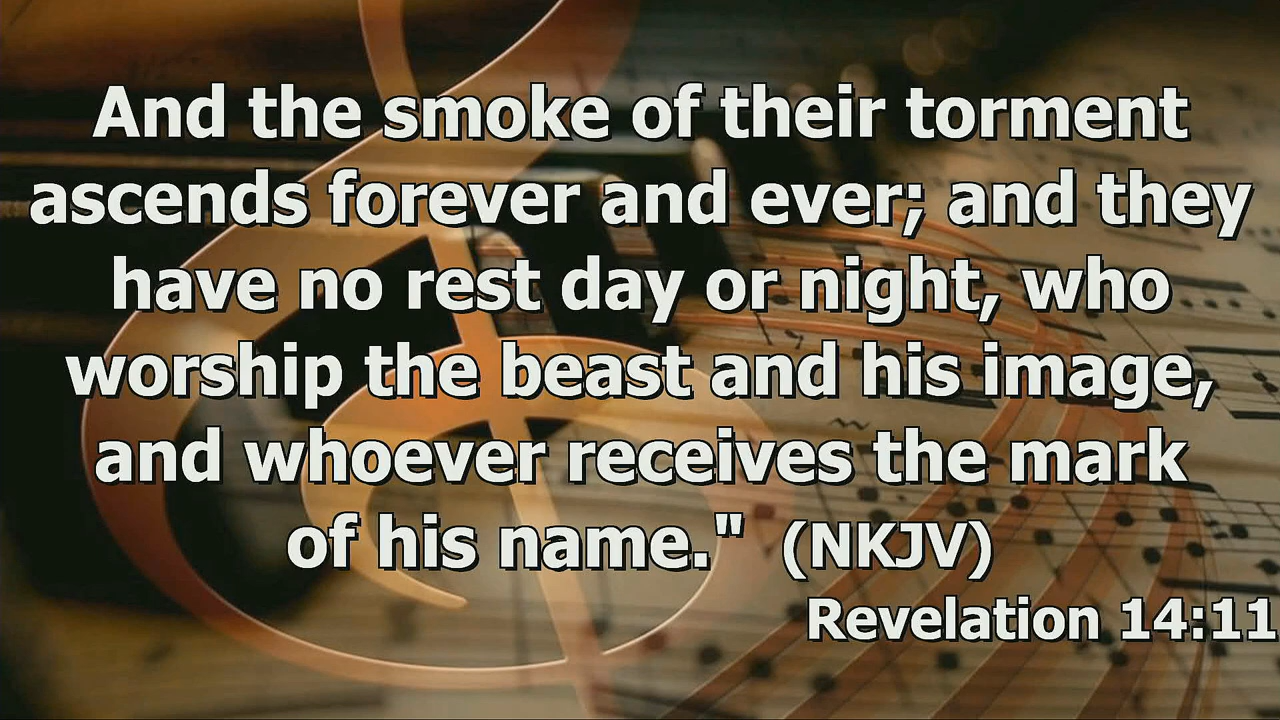 And the smoke of their torment
ascends forever and ever; and they
have no rest day or night, who
worship the beast and his image,
and whoever receives the mark
of his name." (NKJV)
Revelation 14:11